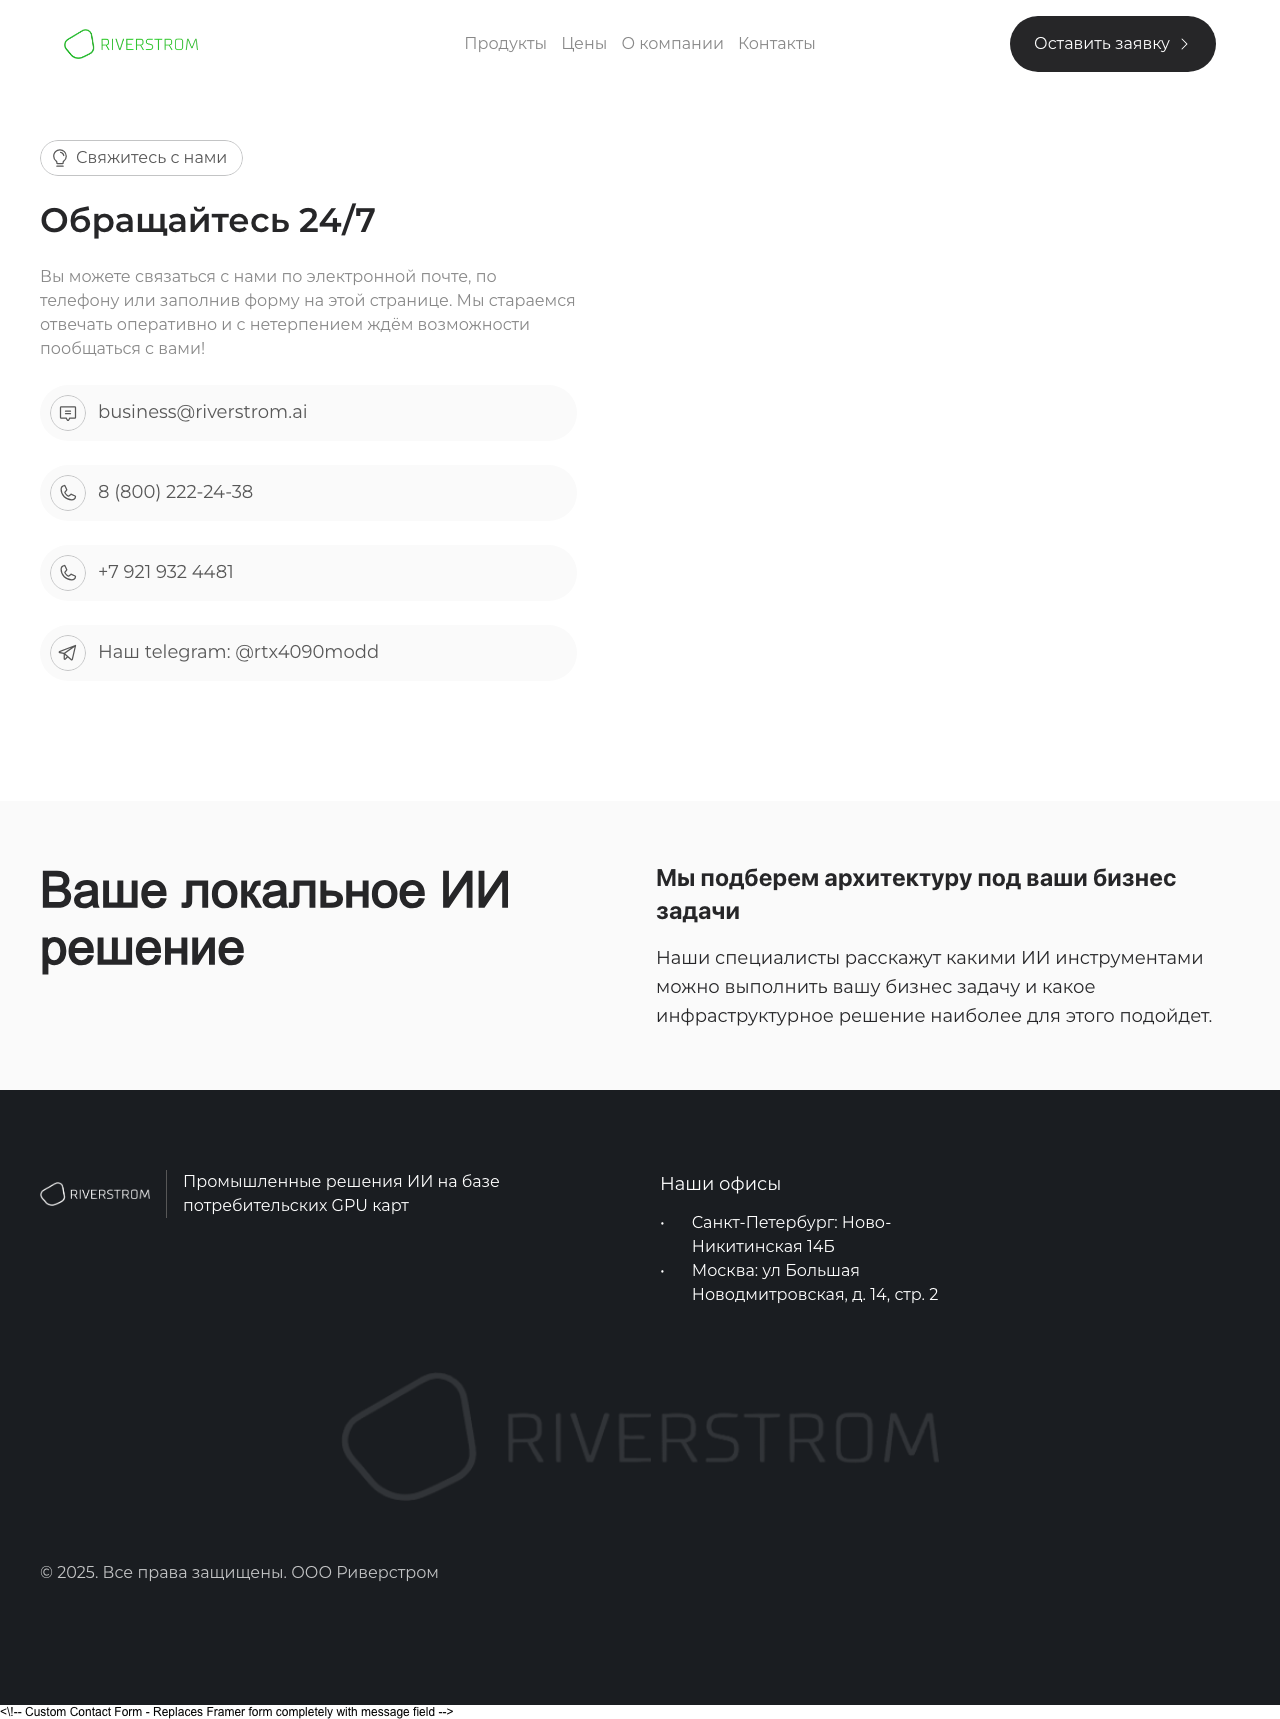 RIVERSTROM
Продукты Цены О компании Контакты
Оставить заявку
Свяжитесь с нами
Обращайтесь 24/7
Вы можете связаться с нами по электронной почте, по
телефону или заполнив форму на этой странице. Мы стараемся
отвечать оперативно и с нетерпением ждём возможности
пообщаться с вами!
business@riverstrom.ai
8 (800) 222-24-38
+7 921 932 4481
Наш telegram: @rtx4090modd
Ваше локальное ИИ
решение
Мы подберем архитектуру под ваши бизнес
задачи
Наши специалисты расскажут какими ИИ инструментами
можно выполнить вашу бизнес задачу и какое
инфраструктурное решение наиболее для этого подойдет.
RIVERSTROM
Промышленные решения ИИ на базе
потребительских GPU карт
Наши офисы
• Санкт-Петербург: Ново-
Никитинская 14Б
• Москва: ул Большая
Новодмитровская, д. 14, стр. 2
RIVERSTROM
© 2025. Все права защищены. ООО Риверстром
<\!-- Custom Contact Form - Replaces Framer form completely with message field -->